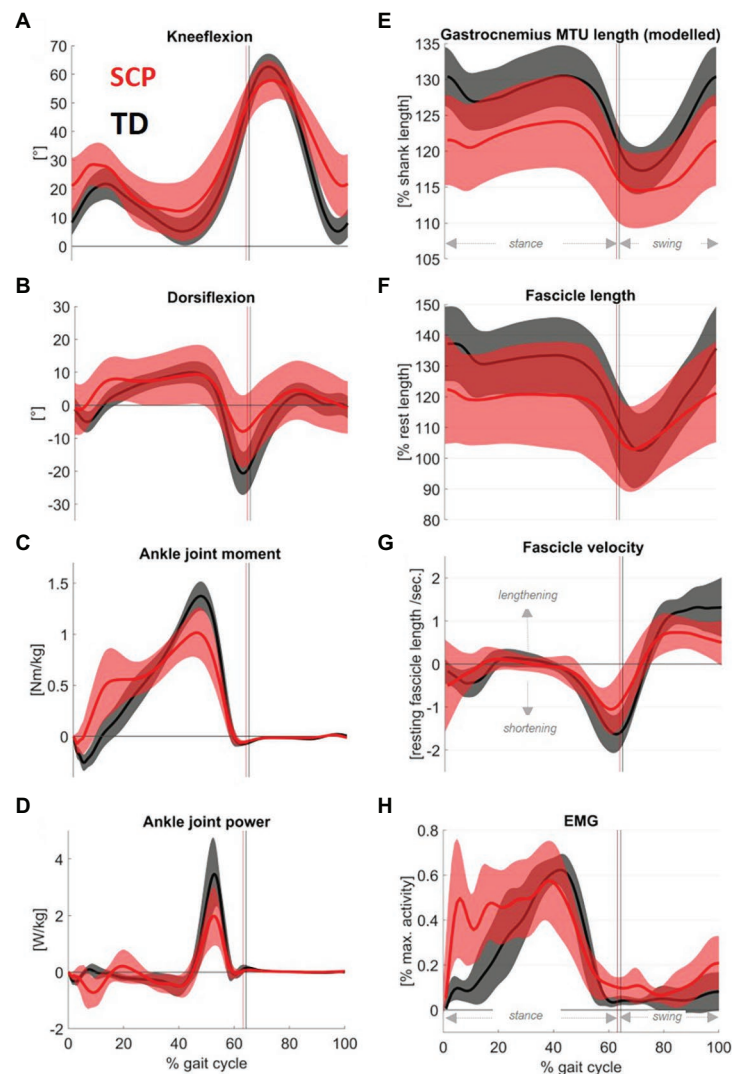 A
Kneeflexion
70
60
50
40
30
20
10
0
[°]
SCP
TD
B
Dorsiflexion
30
20
10
0
-10
-20
-30
[°]
C
Ankle joint moment
1.5
1
0.5
0
[Nm/kg]
D
Ankle joint power
4
2
0
-2
[W/kg]
0 20 40 60 80 100
% gait cycle
E
Gastrocnemius MTU length (modelled)
135
130
125
120
115
110
105
[% shank length]
stance swing
F
Fascicle length
150
140
130
120
110
100
90
80
[% rest length]
G
Fascicle velocity
2
1
0
-1
-2
[resting fascicle length /sec.]
lengthening
shortening
H
EMG
0.8
0.6
0.4
0.2
0
[% max. activity]
stance swing
0 20 40 60 80 100
% gait cycle